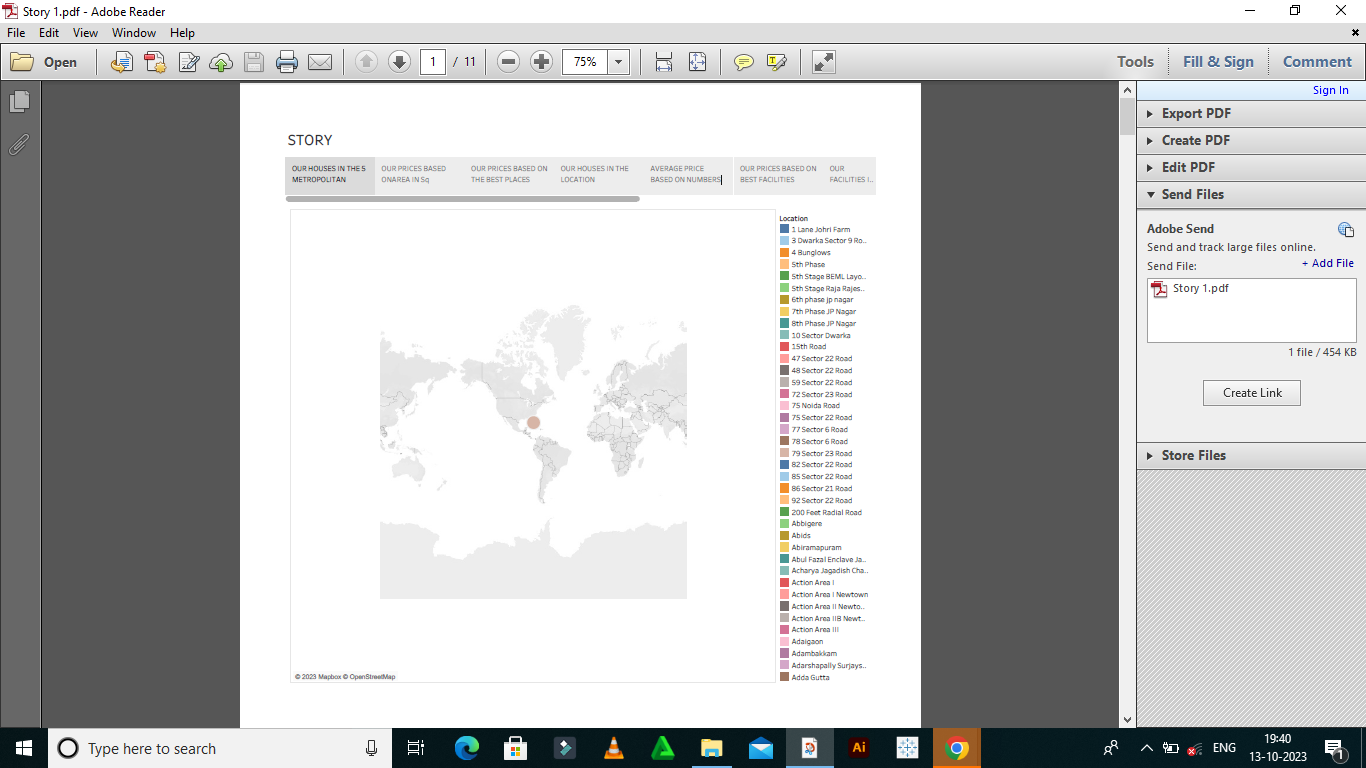 Story 1.pdf - Adobe Reader
File Edit View Window Help
Open 1 / 11 75% Tools Fill & Sign Comment
Sign In
Export PDF
Create PDF
Edit PDF
Send Files
Adobe Send
Send and track large files online.
Send File: + Add File
Story 1.pdf
1 file / 454 KB
Create Link
Store Files
STORY
OUR HOUSES IN THE 5
METROPOLITAN
OUR PRICES BASED
ONAREA IN Sq
OUR PRICES BASED ON
THE BEST PLACES
OUR HOUSES IN THE
LOCATION
AVERAGE PRICE
BASED ON NUMBERS
OUR PRICES BASED ON
BEST FACILITIES
OUR
FACILITIES I..
Location
1 Lane Johri Farm
3 Dwarka Sector 9 Ro..
4 Bunglows
5th Phase
5th Stage BEML Layo..
5th Stage Raja Rajes..
6th phase jp nagar
7th Phase JP Nagar
8th Phase JP Nagar
10 Sector Dwarka
15th Road
47 Sector 22 Road
48 Sector 22 Road
59 Sector 22 Road
72 Sector 23 Road
75 Noida Road
75 Sector 22 Road
77 Sector 6 Road
78 Sector 6 Road
79 Sector 23 Road
82 Sector 22 Road
85 Sector 22 Road
86 Sector 21 Road
92 Sector 22 Road
200 Feet Radial Road
Abbigere
Abids
Abiramapuram
Abul Fazal Enclave Ja..
Acharya Jagadish Cha..
Action Area I
Action Area I Newtown
Action Area II Newto..
Action Area IIB Newt..
Action Area III
Adaigaon
Adambakkam
Adarshapally Surjays..
Adda Gutta
© 2023 Mapbox © OpenStreetMap
Type here to search
Ai
ENG
19:40
13-10-2023
1